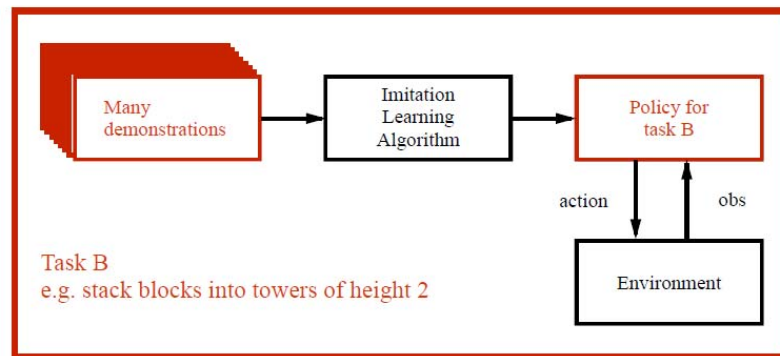 Many
demonstrations
Imitation
Learning
Algorithm
Policy for
task B
action
obs
Environment
Task B
e.g. stack blocks into towers of height 2